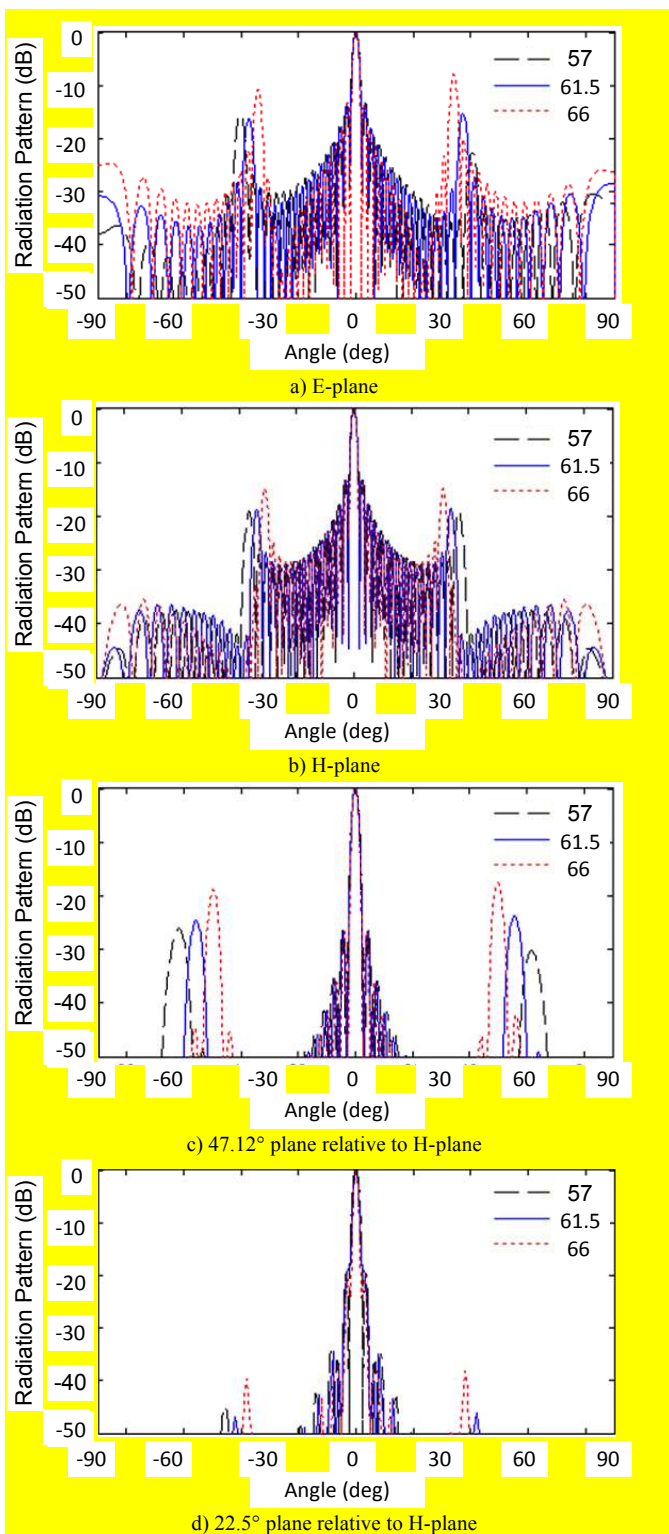 Radiation Pattern (dB)
0
-10
-20
-30
-40
-50
57
61.5
66
-90 -60 -30 0 30 60 90
Angle (deg)
a) E-plane
Radiation Pattern (dB)
0
-10
-20
-30
-40
-50
57
61.5
66
-90 -60 -30 0 30 60 90
Angle (deg)
b) H-plane
Radiation Pattern (dB)
0
-10
-20
-30
-40
-50
57
61.5
66
-90 -60 -30 0 30 60 90
Angle (deg)
c) 47.12° plane relative to H-plane
Radiation Pattern (dB)
0
-10
-20
-30
-40
-50
57
61.5
66
-90 -60 -30 0 30 60 90
Angle (deg)
d) 22.5° plane relative to H-plane